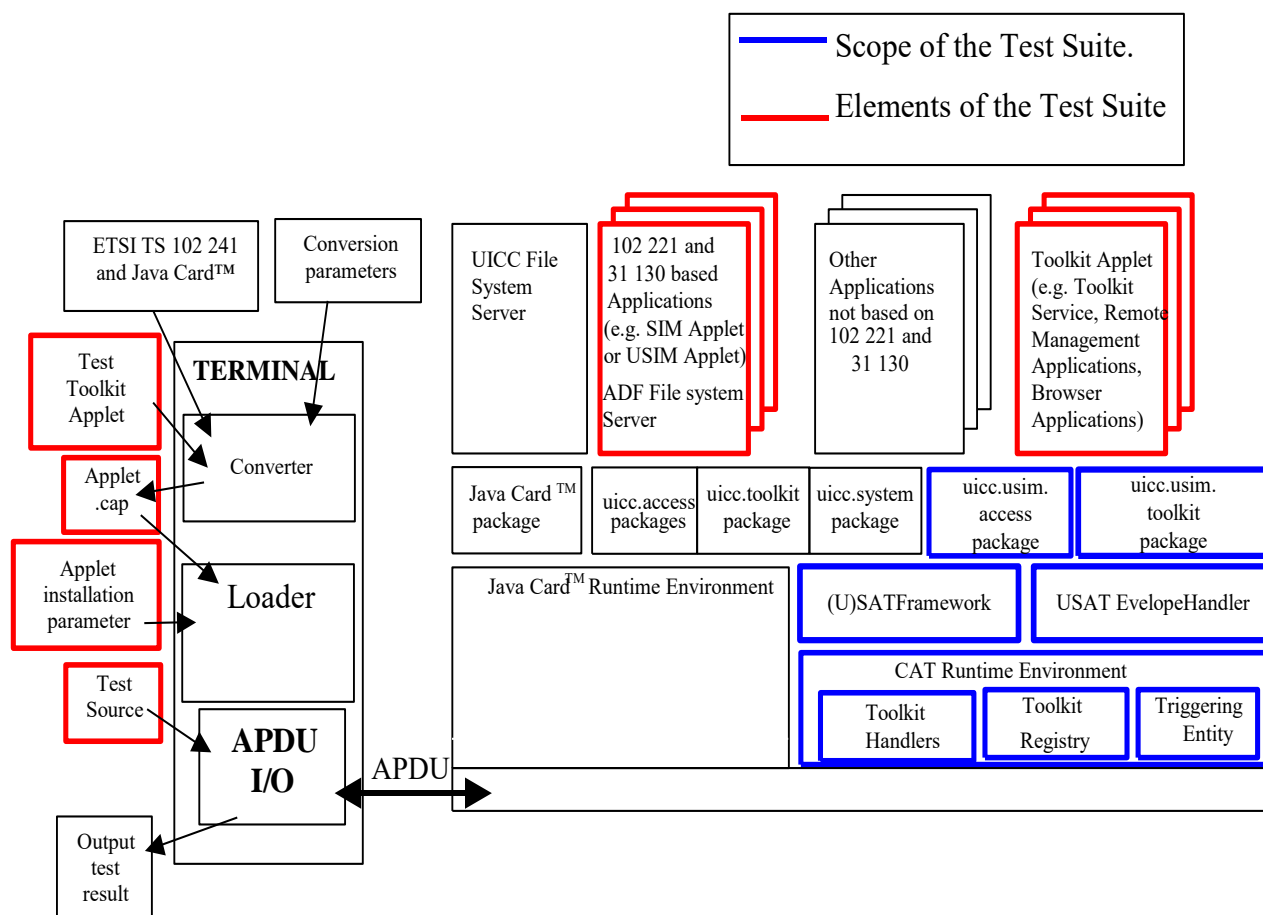 Scope of the Test Suite.
Elements of the Test Suite
ETSI TS 102 241
and Java Card™
Conversion
parameters
Test
Toolkit
Applet
Applet
.cap
Applet
installation
parameter
Test
Source
Output
test
result
TERMINAL
Converter
Loader
APDU
I/O
APDU
UICC File
System
Server
102 221 and
31 130 based
Applications
(e.g. SIM Applet
or USIM Applet)
ADF File system
Server
Other
Applications
not based on
102 221 and
31 130
Toolkit Applet
(e.g. Toolkit
Service, Remote
Management
Applications,
Browser
Applications)
Java Card TM
package
uicc.access
packages
uicc.toolkit
package
uicc.system
package
uicc.usim.
access
package
uicc.usim.
toolkit
package
Java Card TM Runtime Environment
(U)SATFramework
USAT EvelopeHandler
CAT Runtime Environment
Toolkit
Handlers
Toolkit
Registry
Triggering
Entity